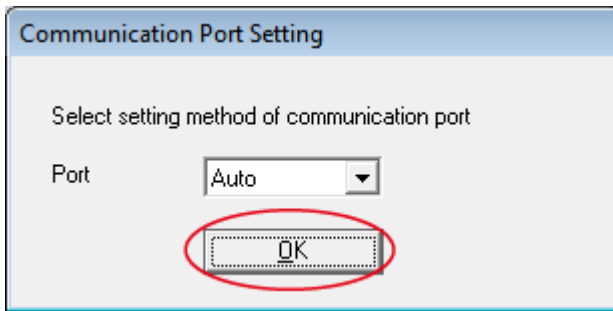 Communication Port Setting
Select setting method of communication port
Port Auto
OK